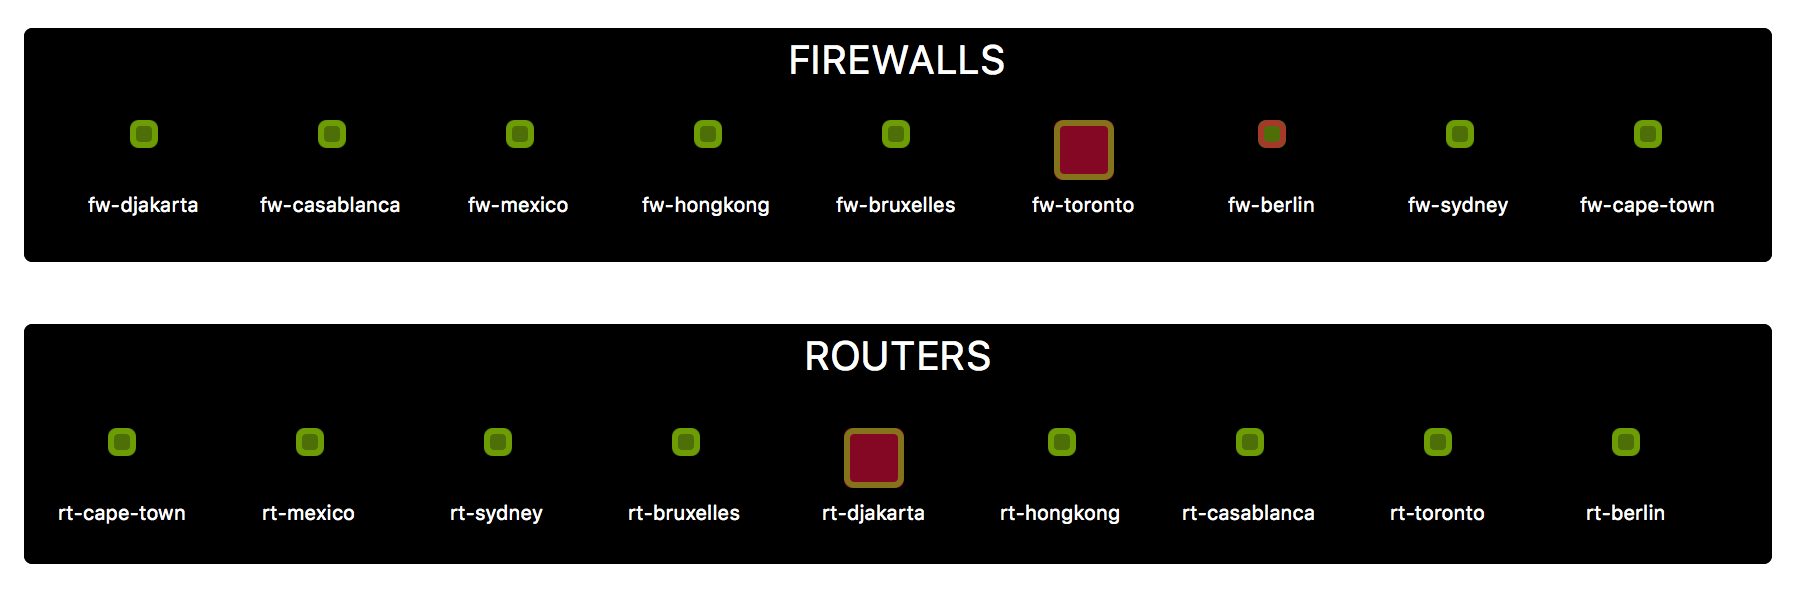 FIREWALLS
fw-djakarta fw-casablanca fw-mexico fw-hongkong fw-bruxelles fw-toronto fw-berlin fw-sydney fw-cape-town
ROUTERS
rt-cape-town rt-mexico rt-sydney rt-bruxelles rt-djakarta rt-hongkong rt-casablanca rt-toronto rt-berlin